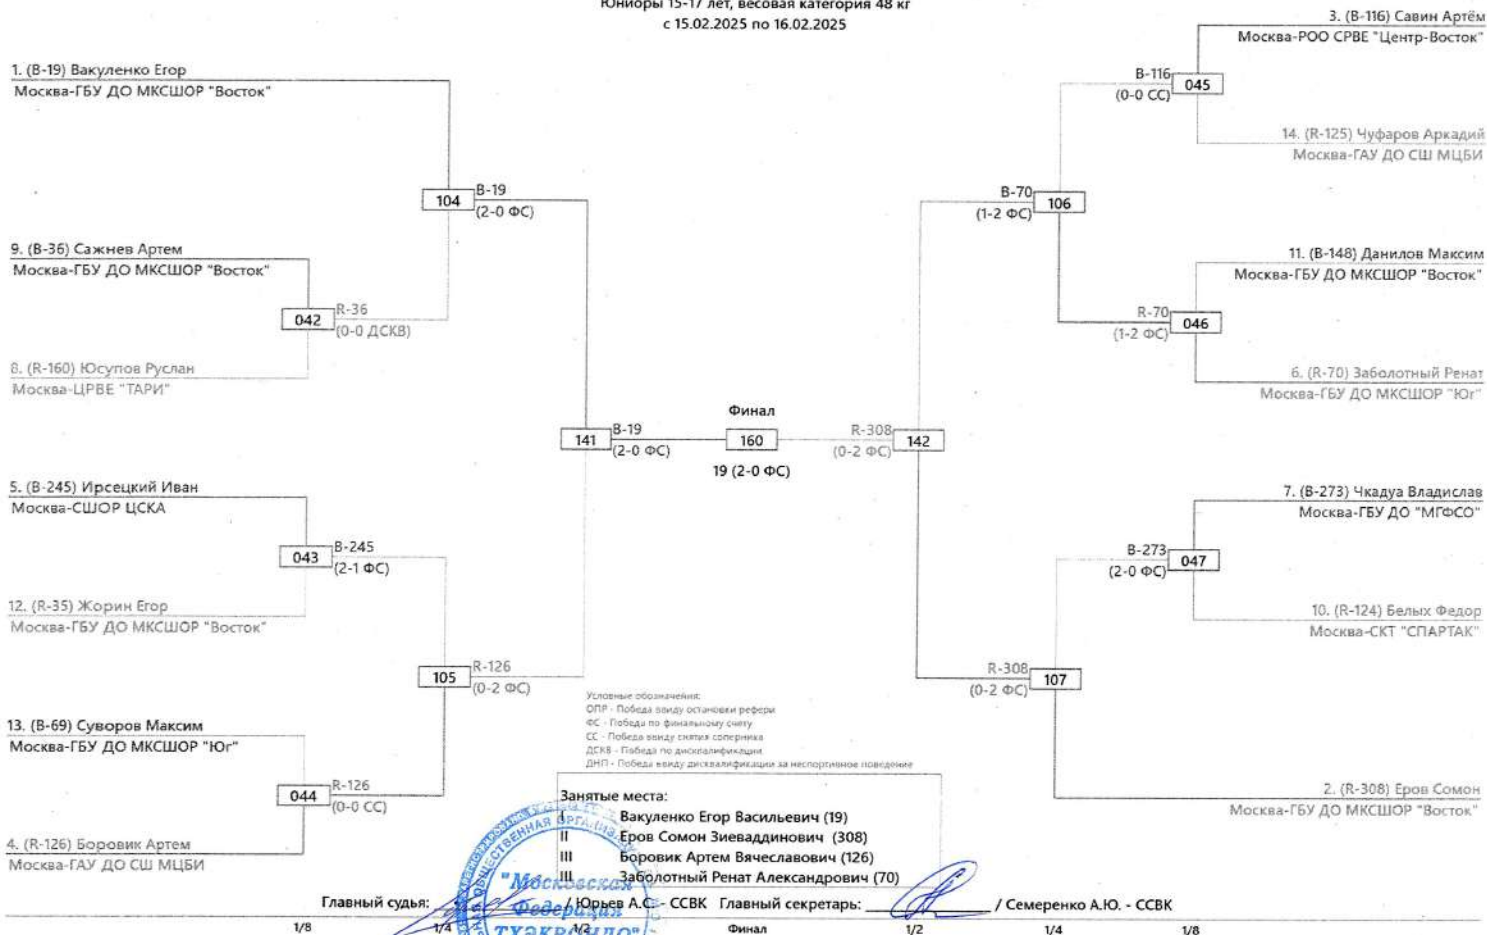 Юниоры 15-17 лет, весовая категория 48 кг
с 15.02.2025 по 16.02.2025
1. (B-19) Вакуленко Егор
Москва-ГБУ ДО МКСШОР "Восток"
104
B-19
(2-0 ФС)
9. (B-36) Сажнев Артем
Москва-ГБУ ДО МКСШОР "Восток"
042
R-36
(0-0 ДСКВ)
8. (R-160) Юсупов Руслан
Москва-ЦРВЕ "ТАРИ"
141
B-19
(2-0 ФС)
5. (B-245) Ирсецкий Иван
Москва-СШОР ЦСКА
043
B-245
(2-1 ФС)
12. (R-35) Жорин Егор
Москва-ГБУ ДО МКСШОР "Восток"
105
R-126
(0-2 ФС)
13. (B-69) Суворов Максим
Москва-ГБУ ДО МКСШОР "Юг"
044
R-126
(0-0 СС)
4. (R-126) Боровик Артем
Москва-ГАУ ДО СШ МЦБИ
Финал
160
19 (2-0 ФС)
3. (B-116) Савин Артём
Москва-РОО СРВЕ "Центр-Восток"
B-116
(0-0 СС)
045
14. (R-125) Чуфаров Аркадий
Москва-ГАУ ДО СШ МЦБИ
B-70
(1-2 ФС)
106
11. (B-148) Данилов Максим
Москва-ГБУ ДО МКСШОР "Восток"
R-70
(1-2 ФС)
046
6. (R-70) Заболотный Ренат
Москва-ГБУ ДО МКСШОР "Юг"
R-308
(0-2 ФС)
142
7. (B-273) Чкадуа Владислав
Москва-ГБУ ДО "МГФСО"
B-273
(2-0 ФС)
047
10. (R-124) Белых Федор
Москва-СКТ "СПАРТАК"
R-308
(0-2 ФС)
107
2. (R-308) Еров Сомон
Москва-ГБУ ДО МКСШОР "Восток"
Условные обозначения:
ОПР - Победа ввиду остановки рефери
ФС - Победа по финальному счету
СС - Победа ввиду снятия соперника
ДСКВ - Победа по дисквалификации
ДНП - Победа ввиду дисквалификации за неспортивное поведение
Занятые места:
I Вакуленко Егор Васильевич (19)
II Еров Сомон Зиеваддинович (308)
III Боровик Артем Вячеславович (126)
III Заболотный Ренат Александрович (70)
ОБЩЕСТВЕННАЯ
"Московская
Федерация
ТХЭКВОНДО"
Главный судья: / Юрьев А.С. - ССВК Главный секретарь: / Семеренко А.Ю. - ССВК
1/8 1/4 1/2 Финал 1/2 1/4 1/8